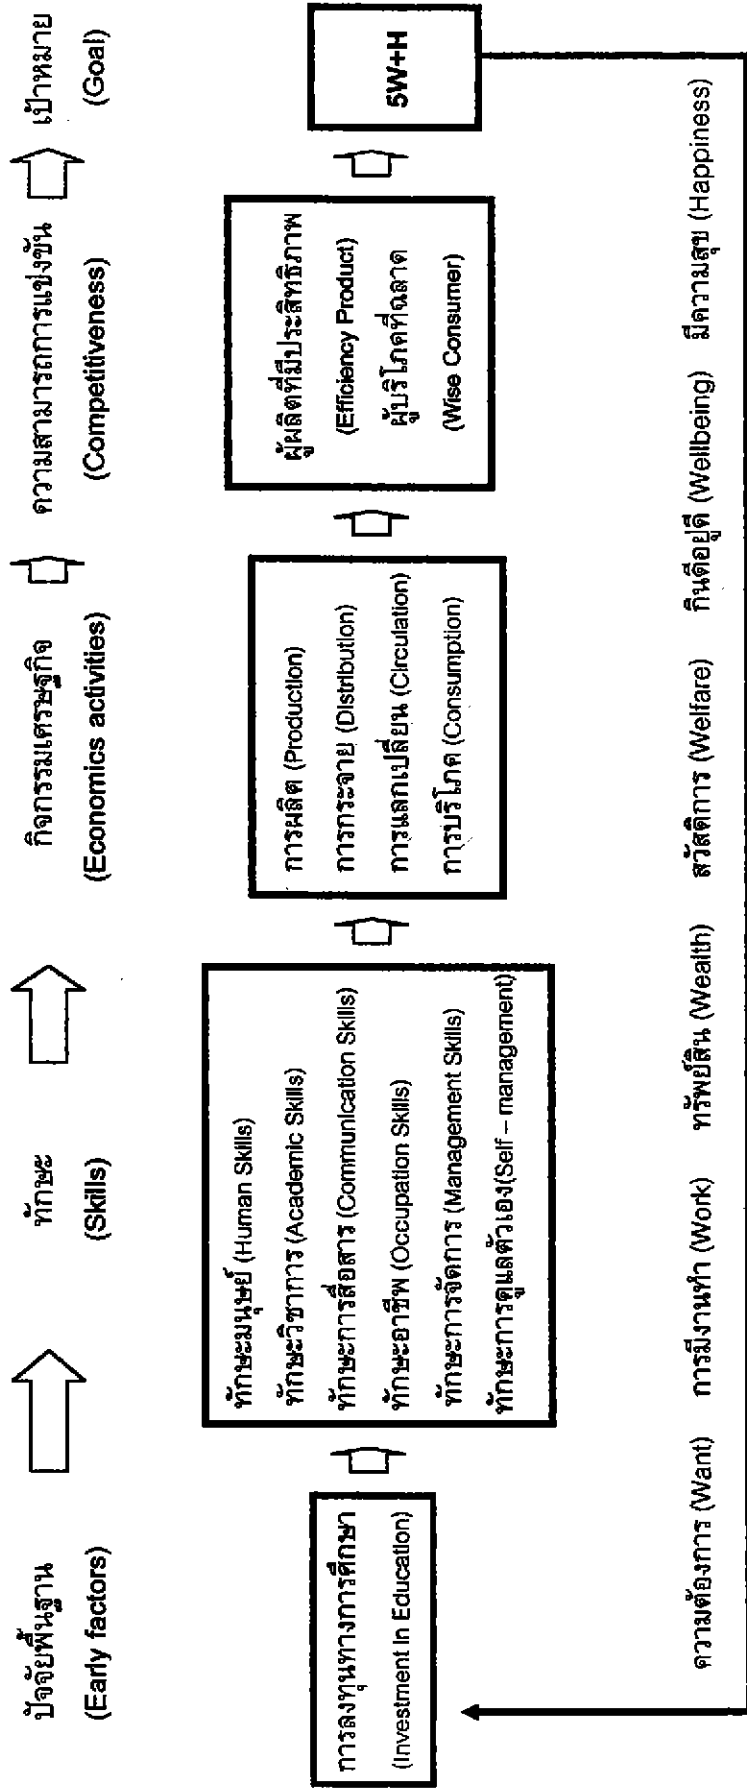 ปัจจัยพื้นฐาน
(Early factors)
ทักษะ
(Skills)
กิจกรรมเศรษฐกิจ
(Economics activities)
ความสามารถการแข่งขัน
(Competitiveness)
เป้าหมาย
(Goal)
การลงทุนทางการศึกษา
(Investment In Education)
ทักษะมนุษย์ (Human Skills)
ทักษะวิชาการ (Academic Skills)
ทักษะการสื่อสาร (Communication Skills)
ทักษะอาชีพ (Occupation Skills)
ทักษะการจัดการ (Management Skills)
ทักษะการดูแลตัวเอง(Self – management)
การผลิต (Production)
การกระจาย (Distribution)
การแลกเปลี่ยน (Circulation)
การบริโภค (Consumption)
ผู้ผลิตที่มีประสิทธิภาพ
(Efficiency Product)
ผู้บริโภคที่ฉลาด
(Wise Consumer)
5W+H
ความต้องการ (Want) การมีงานทำ (Work) ทรัพย์สิน (Wealth) สวัสดิการ (Welfare) กินดีอยู่ดี (Wellbeing) มีความสุข (Happiness)